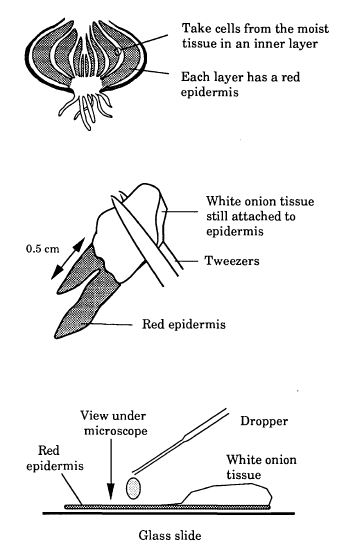 Take cells from the moist
tissue in an inner layer
Each layer has a red
epidermis
White onion tissue
still attached to
epidermis
0.5 cm
Tweezers
Red epidermis
View under
microscope
Dropper
Red
epidermis
White onion
tissue
Glass slide